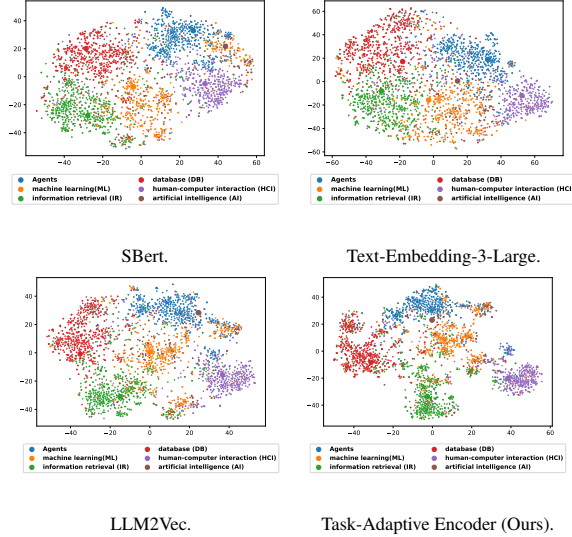 40
20
0
−20
−40
−40 −20 0 20 40 60
Agents
machine learning(ML)
information retrieval (IR)
database (DB)
human-computer interaction (HCI)
artificial intelligence (AI)
SBert.
60
40
20
0
−20
−40
−60
−60 −40 −20 0 20 40 60
Agents
machine learning(ML)
information retrieval (IR)
database (DB)
human-computer interaction (HCI)
artificial intelligence (AI)
Text-Embedding-3-Large.
40
20
0
−20
−40
−40 −20 0 20 40
Agents
machine learning(ML)
information retrieval (IR)
database (DB)
human-computer interaction (HCI)
artificial intelligence (AI)
LLM2Vec.
40
20
0
−20
−40
−40 −20 0 20 40 60
Agents
machine learning(ML)
information retrieval (IR)
database (DB)
human-computer interaction (HCI)
artificial intelligence (AI)
Task-Adaptive Encoder (Ours).